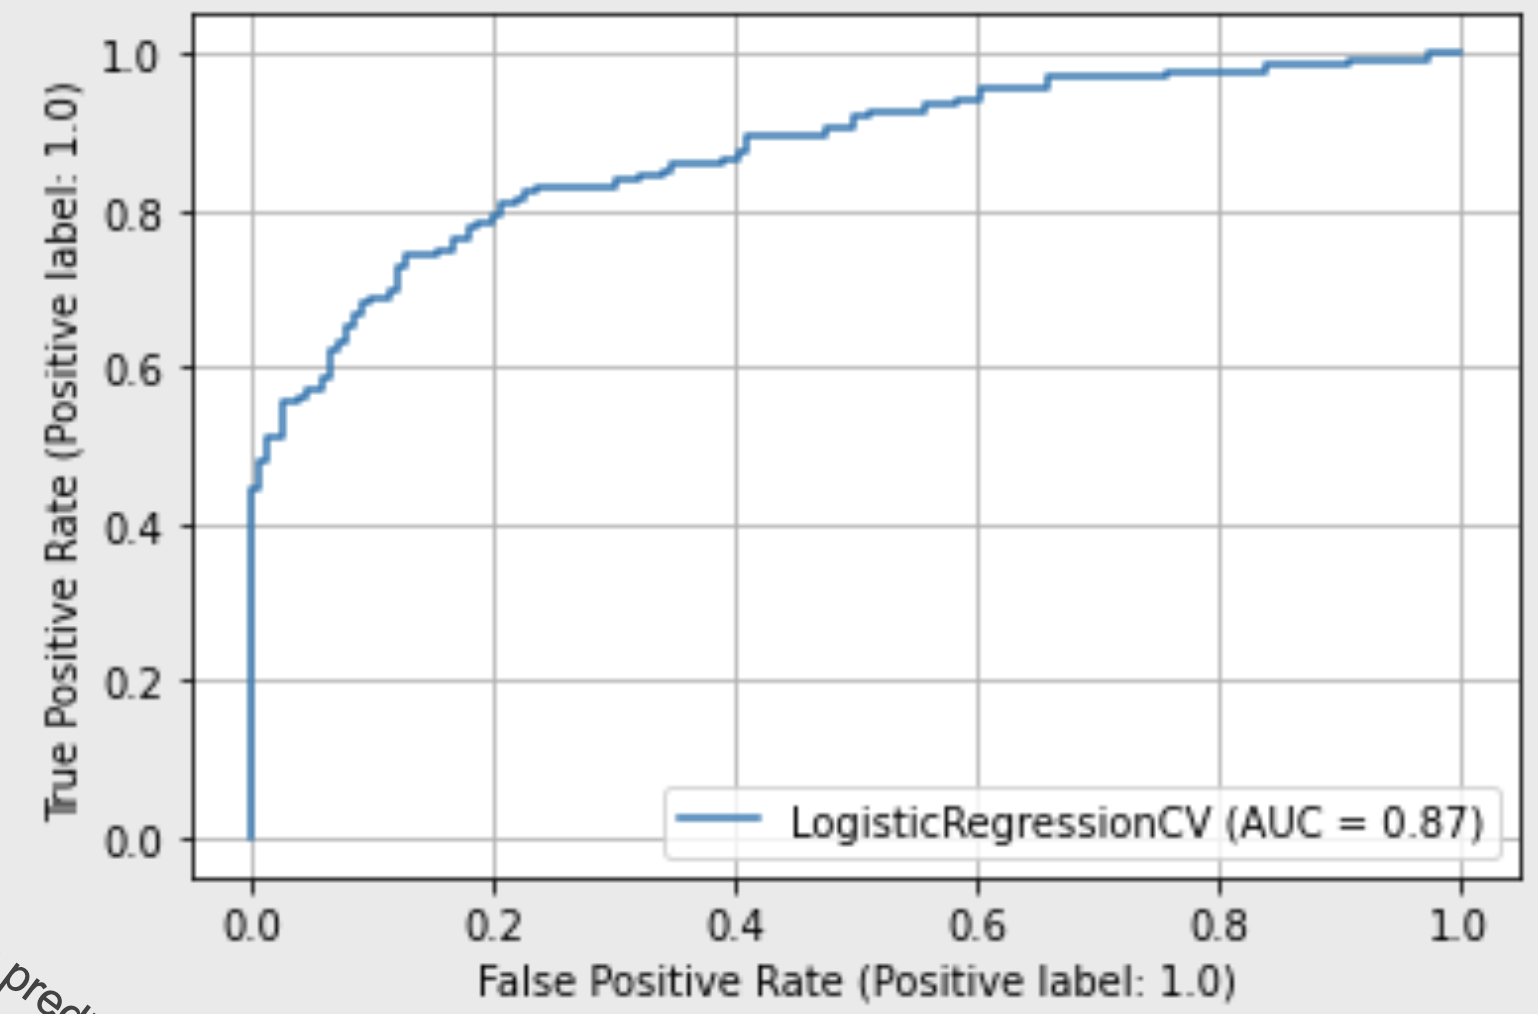 True Positive Rate (Positive label: 1.0)
1.0
0.8
0.6
0.4
0.2
0.0
LogisticRegressionCV (AUC = 0.87)
0.0 0.2 0.4 0.6 0.8 1.0
False Positive Rate (Positive label: 1.0)